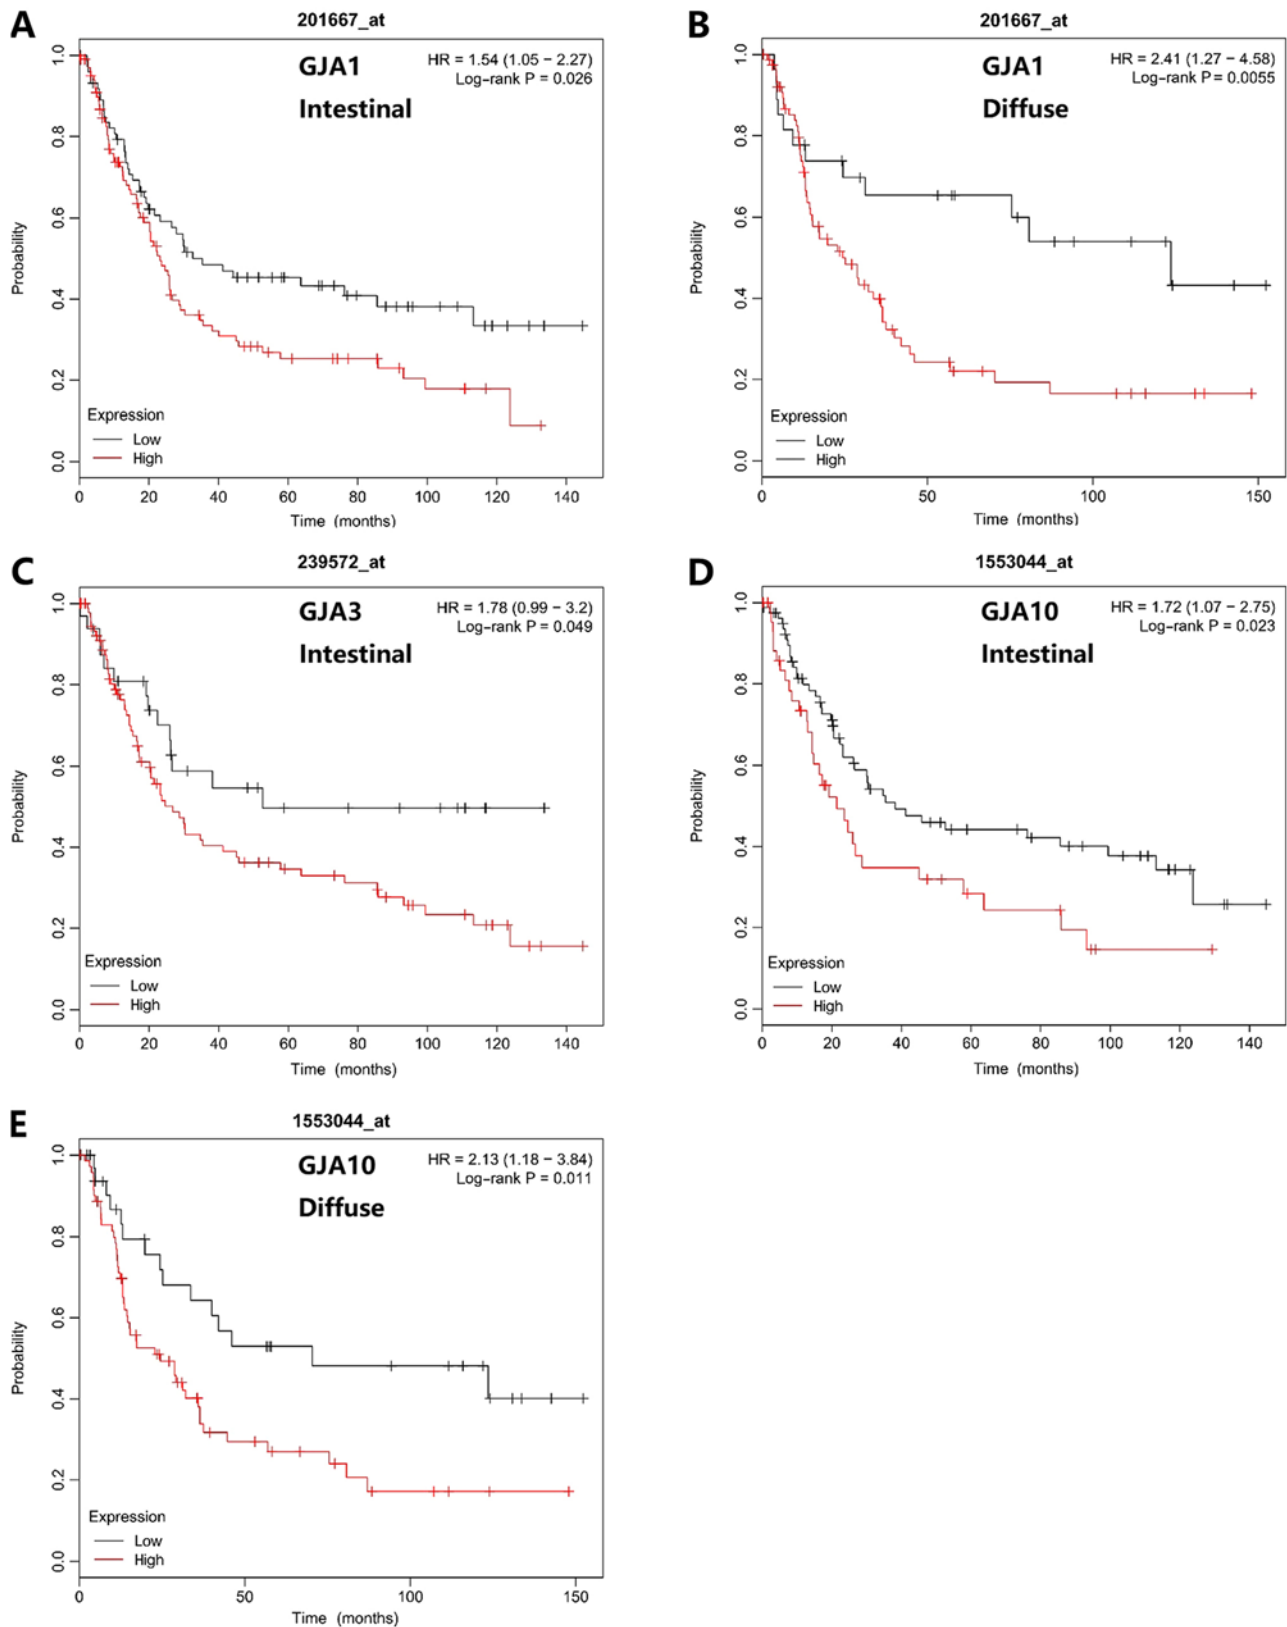 A
201667_at
GJA1
Intestinal
HR = 1.54 (1.05 − 2.27)
Log−rank P = 0.026
Probability
1.0
0.8
0.6
0.4
0.2
0.0
Expression
Low
High
0 20 40 60 80 100 120 140
Time (months)
B
201667_at
GJA1
Diffuse
HR = 2.41 (1.27 − 4.58)
Log−rank P = 0.0055
Probability
1.0
0.8
0.6
0.4
0.2
0.0
Expression
Low
High
0 50 100 150
Time (months)
C
239572_at
GJA3
Intestinal
HR = 1.78 (0.99 − 3.2)
Log−rank P = 0.049
Probability
1.0
0.8
0.6
0.4
0.2
0.0
Expression
Low
High
0 20 40 60 80 100 120 140
Time (months)
D
1553044_at
GJA10
Intestinal
HR = 1.72 (1.07 − 2.75)
Log−rank P = 0.023
Probability
1.0
0.8
0.6
0.4
0.2
0.0
Expression
Low
High
0 20 40 60 80 100 120 140
Time (months)
E
1553044_at
GJA10
Diffuse
HR = 2.13 (1.18 − 3.84)
Log−rank P = 0.011
Probability
1.0
0.8
0.6
0.4
0.2
0.0
Expression
Low
High
0 50 100 150
Time (months)